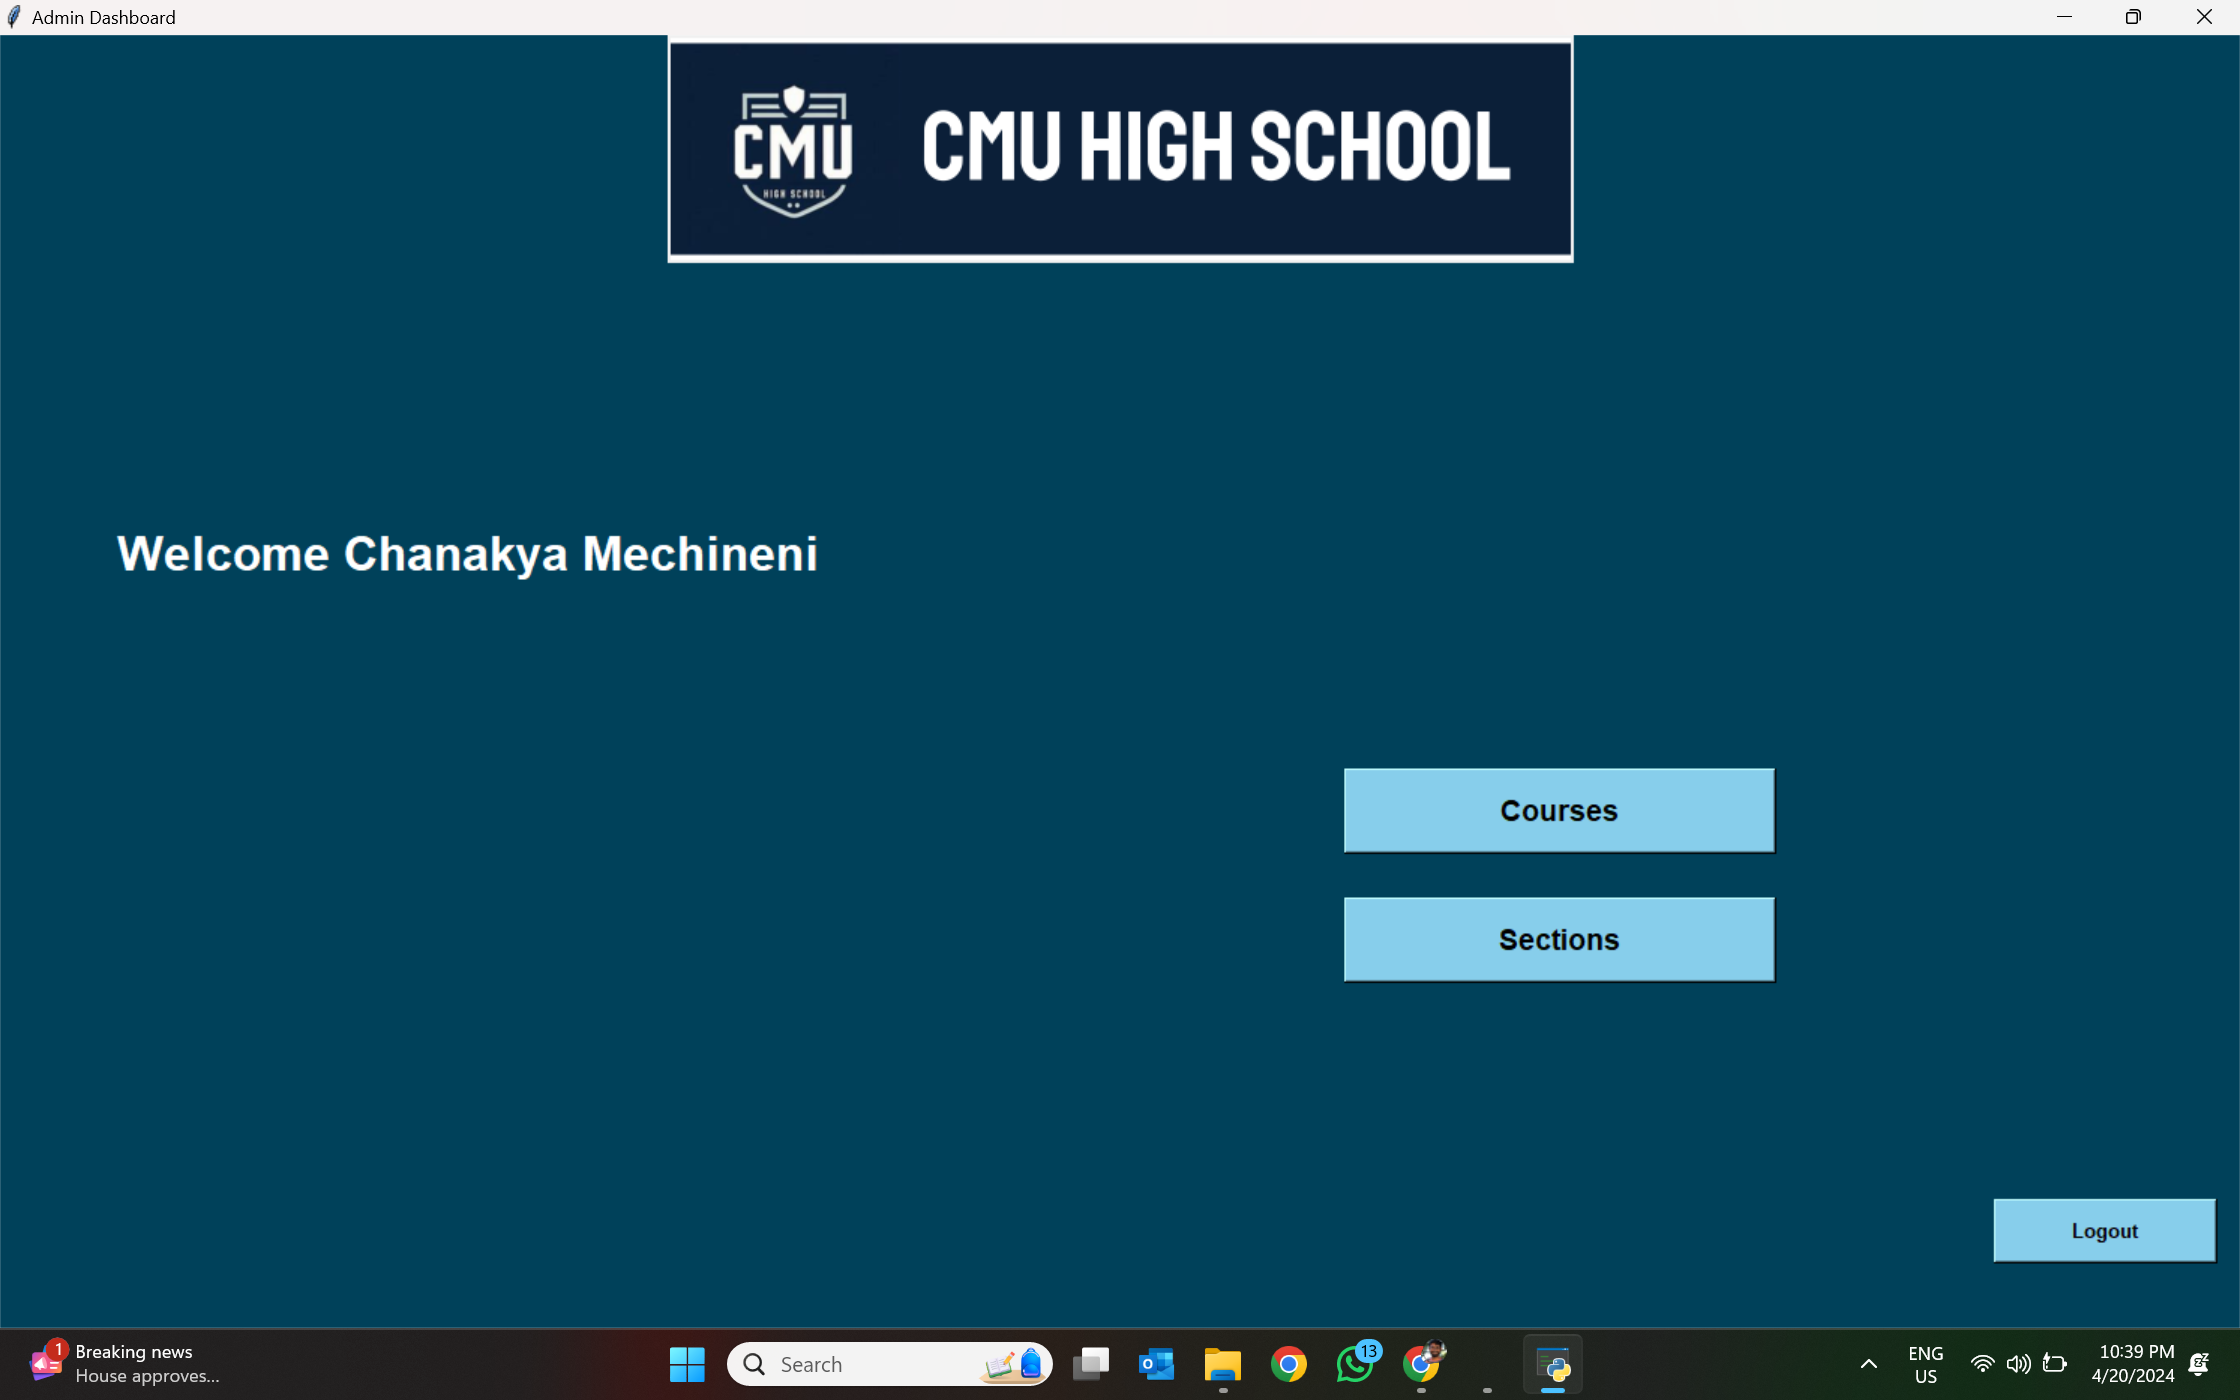 Admin Dashboard
CMU
HIGH SCHOOL
CMU HIGH SCHOOL
Welcome Chanakya Mechineni
Courses
Sections
Logout
1
Breaking news
House approves...
Search
13
ENG
US
10:39 PM
4/20/2024